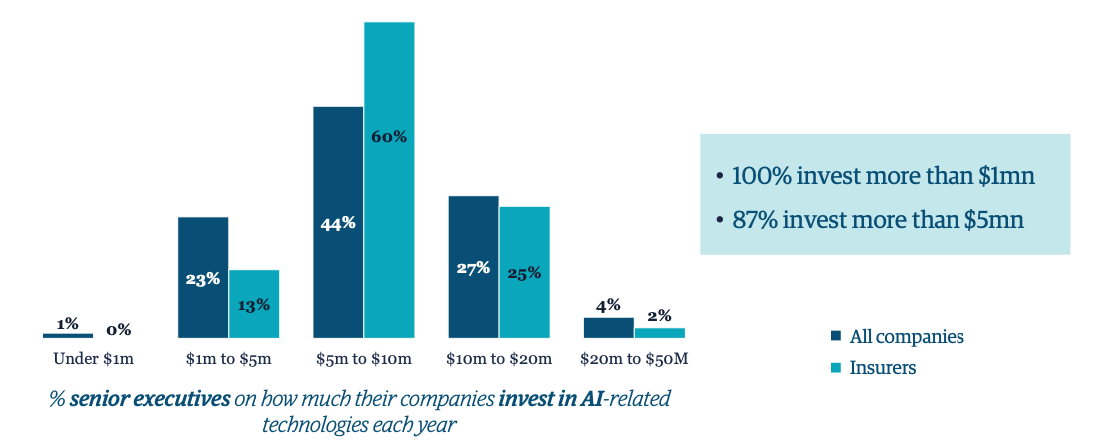 60%
44%
23%
27%
25%
13%
1%
0%
4%
2%
Under $1m
$1m to $5m
$5m to $10m
$10m to $20m
$20m to $50M
% senior executives on how much their companies invest in AI-related
technologies each year
• 100% invest more than $1mn
• 87% invest more than $5mn
All companies
Insurers